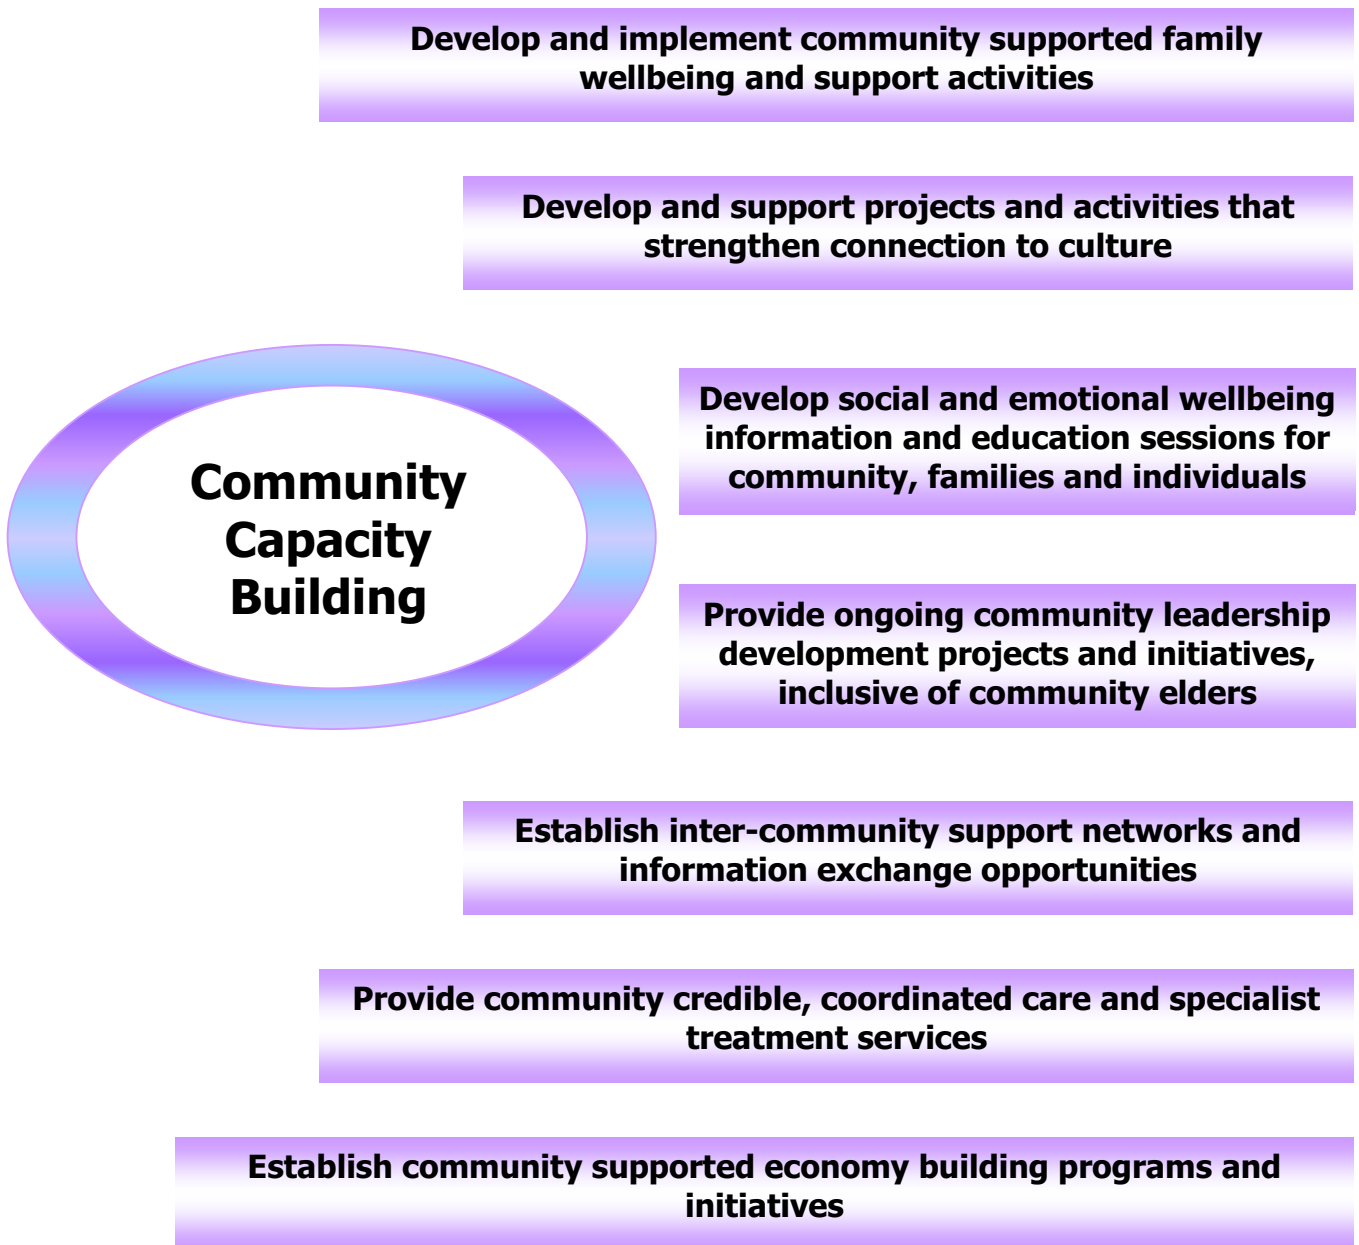 Develop and implement community supported family
wellbeing and support activities
Develop and support projects and activities that
strengthen connection to culture
Develop social and emotional wellbeing
information and education sessions for
community, families and individuals
Community
Capacity
Building
Provide ongoing community leadership
development projects and initiatives,
inclusive of community elders
Establish inter-community support networks and
information exchange opportunities
Provide community credible, coordinated care and specialist
treatment services
Establish community supported economy building programs and
initiatives